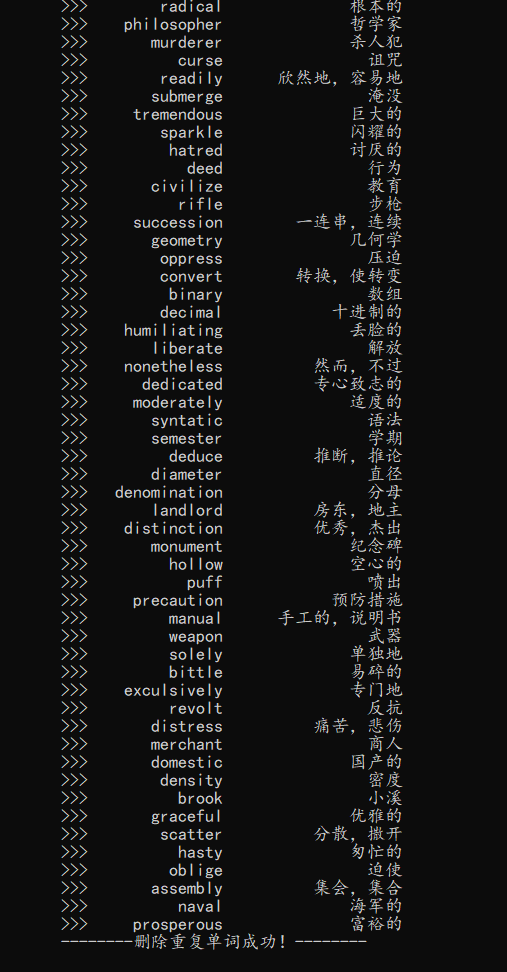 >>> radical 根本的
>>> philosopher 哲学家
>>> murderer 杀人犯
>>> curse 诅咒
>>> readily 欣然地, 容易地
>>> submerge 淹没
>>> tremendous 巨大的
>>> sparkle 闪耀的
>>> hatred 讨厌的
>>> deed 行为
>>> civilize 教育
>>> rifle 步枪
>>> succession 一连串, 连续
>>> geometry 几何学
>>> oppress 压迫
>>> convert 转换, 使转变
>>> binary 数组
>>> decimal 十进制的
>>> humiliating 丢脸的
>>> liberate 解放
>>> nonetheless 然而, 不过
>>> dedicated 专心致志的
>>> moderately 适度的
>>> syntatic 语法
>>> semester 学期
>>> deduce 推断, 推论
>>> diameter 直径
>>> denomination 分母
>>> landlord 房东, 地主
>>> distinction 优秀, 杰出
>>> monument 纪念碑
>>> hollow 空心的
>>> puff 喷出
>>> precaution 预防措施
>>> manual 手工的, 说明书
>>> weapon 武器
>>> solely 单独地
>>> bittle 易碎的
>>> exculsively 专门地
>>> revolt 反抗
>>> distress 痛苦, 悲伤
>>> merchant 商人
>>> domestic 国产的
>>> density 密度
>>> brook 小溪
>>> graceful 优雅的
>>> scatter 分散, 撒开
>>> hasty 匆忙的
>>> oblige 迫使
>>> assembly 集会, 集合
>>> naval 海军的
>>> prosperous 富裕的
--------删除重复单词成功! --------